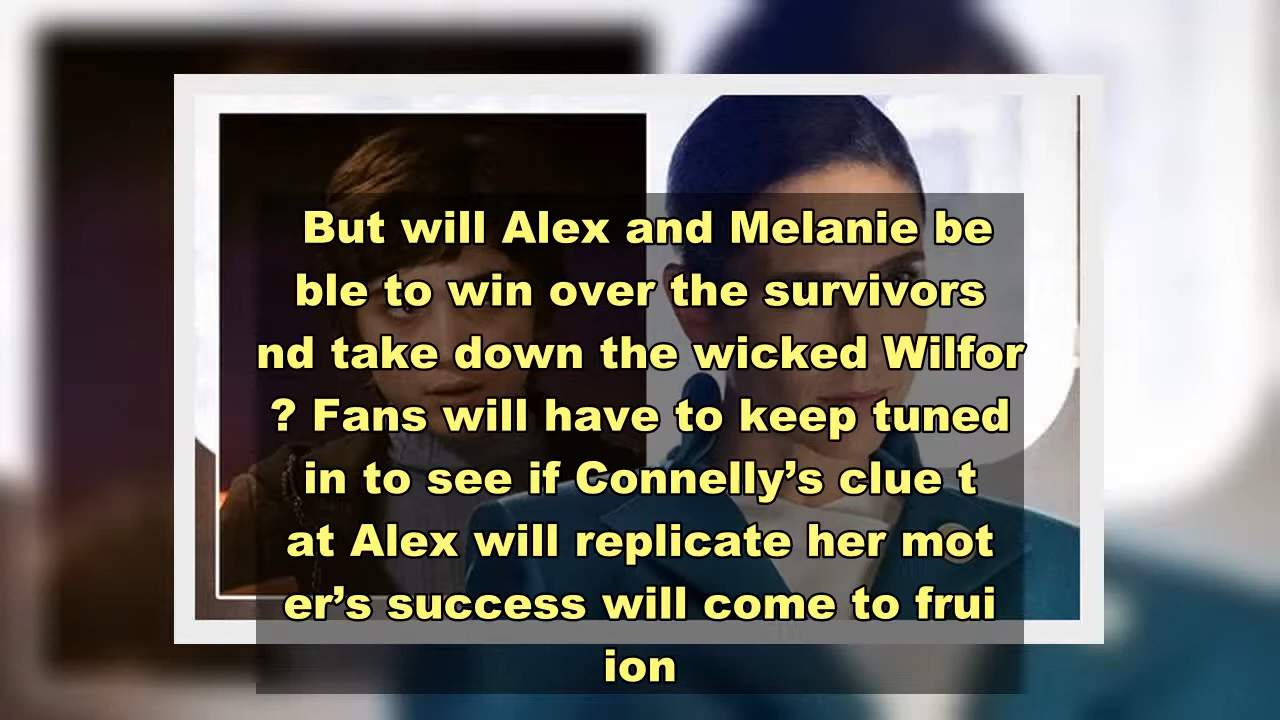 But will Alex and Melanie be
ble to win over the survivors
nd take down the wicked Wilfor
? Fans will have to keep tuned
in to see if Connelly’s clue t
at Alex will replicate her mot
er’s success will come to frui
ion